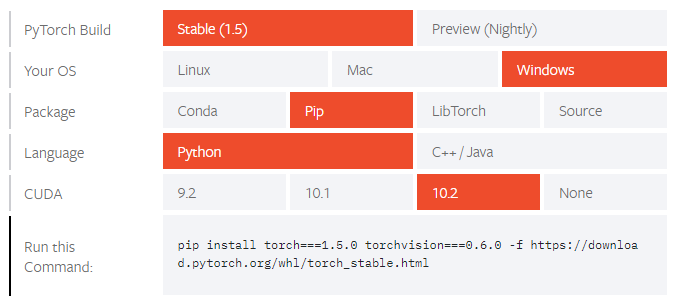 PyTorch Build Stable (1.5) Preview (Nightly)
Your OS Linux Mac Windows
Package Conda Pip LibTorch Source
Language Python C++ / Java
CUDA 9.2 10.1 10.2 None
Run this
Command:
pip install torch===1.5.0 torchvision===0.6.0 -f https://downloa
d.pytorch.org/whl/torch_stable.html